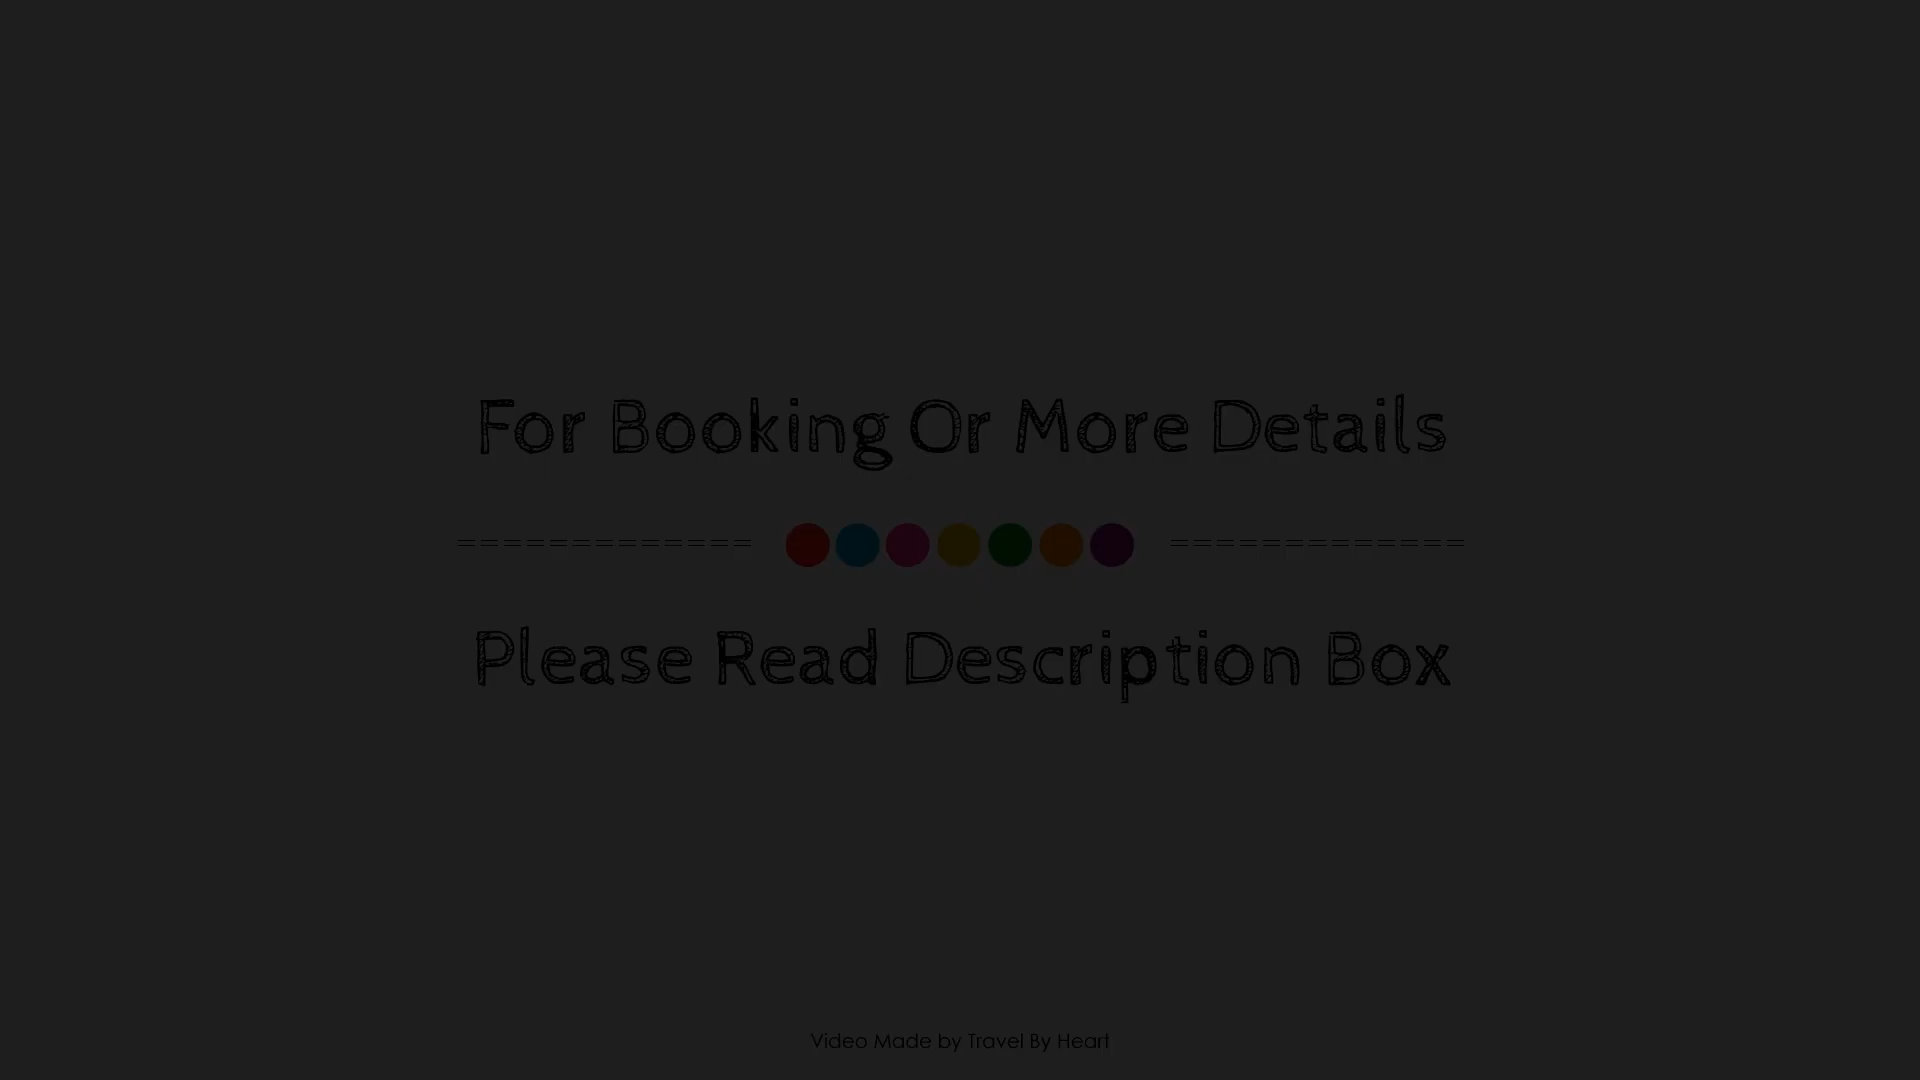 For Booking Or More Details
============= =============
Please Read Description Box
Video Made by Travel By Heart